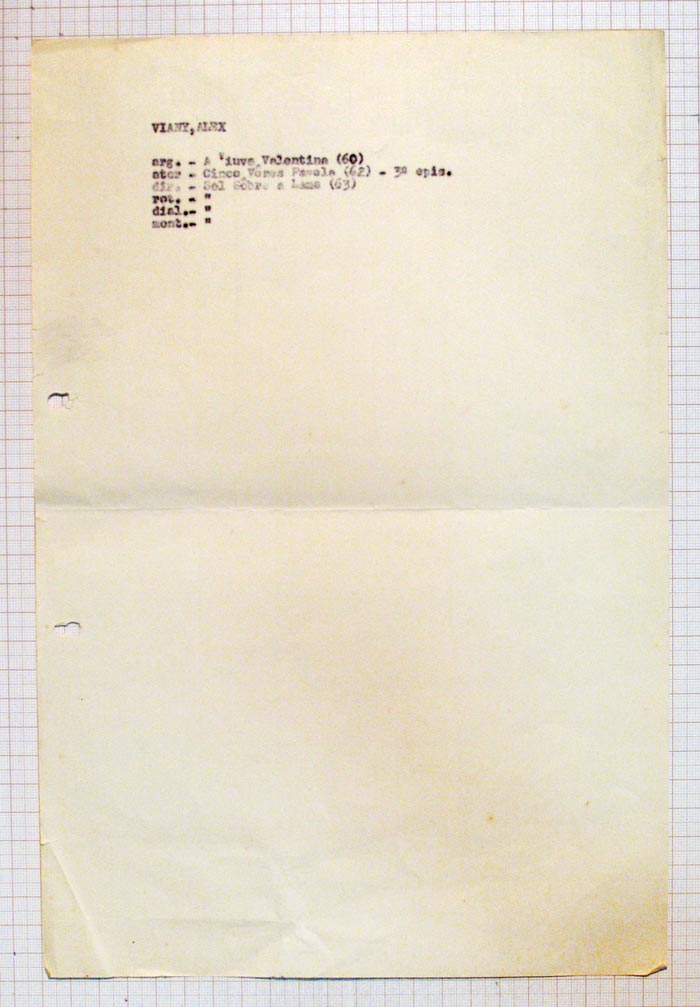 VIANY,ALEX
arg. - A Viuva Valentina (60)
ator - Cinco Vêzes Favela (62) - 3º epis.
dir. - Sol Sôbre a Lama (63)
rot. - "
dial.- "
mont.- "